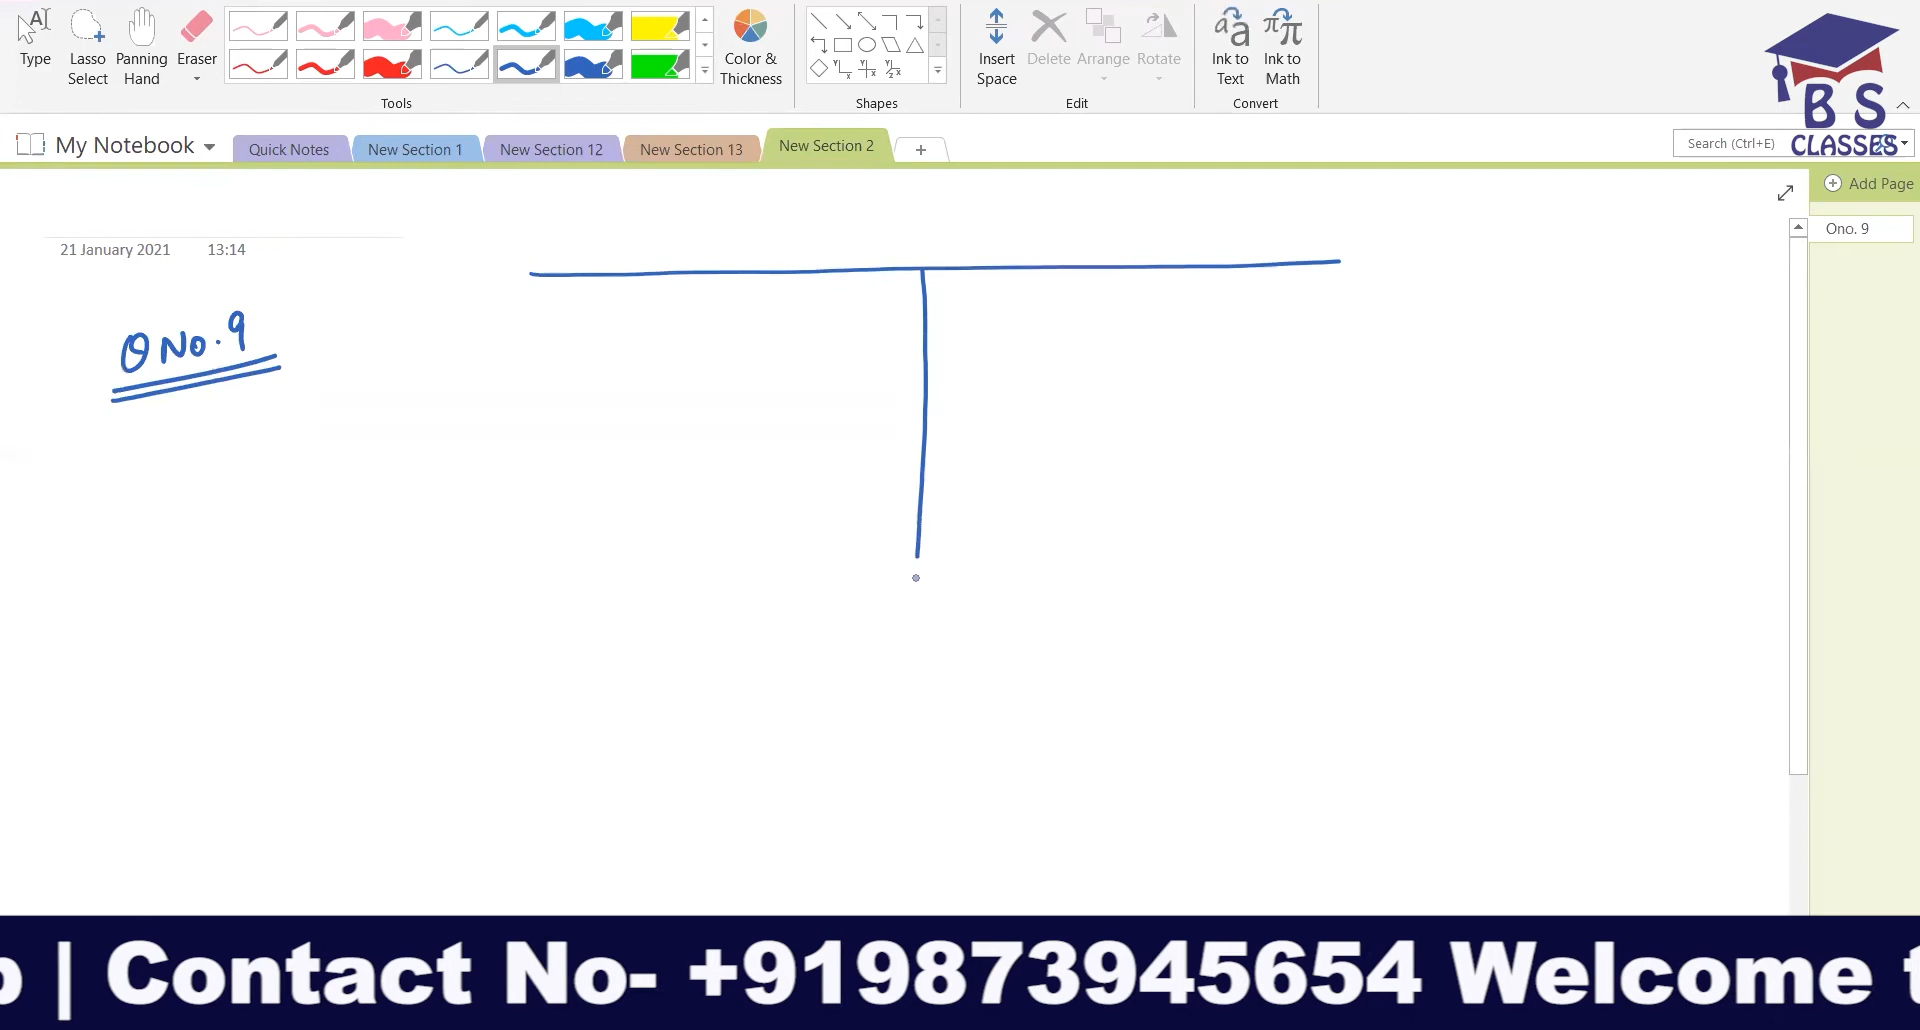 Type
Lasso
Select
Panning
Hand
Eraser
Color &
Thickness
Insert
Space
Delete
Arrange
Rotate
Ink to
Text
Ink to
Math
Tools
Shapes
Edit
Convert
B S
CLASSES
My Notebook
Quick Notes
New Section 1
New Section 12
New Section 13
New Section 2
Search (Ctrl+E)
Add Page
Ono. 9
21 January 2021 13:14
Q No. 9
| Contact No- +919873945654 Welcome